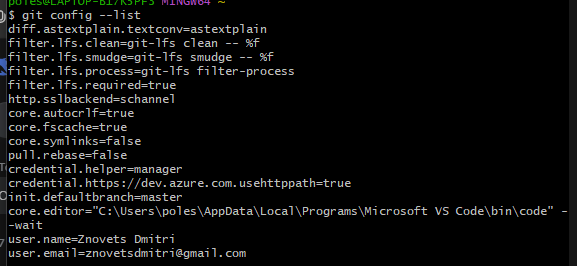 poles@LAPTOP-BI7K5PF3 MINGW64 ~
$ git config --list
diff.astextplain.textconv=astextplain
filter.lfs.clean=git-lfs clean -- %f
filter.lfs.smudge=git-lfs smudge -- %f
filter.lfs.process=git-lfs filter-process
filter.lfs.required=true
http.sslbackend=schannel
core.autocrlf=true
core.fscache=true
core.symlinks=false
pull.rebase=false
credential.helper=manager
credential.https://dev.azure.com.usehttppath=true
init.defaultbranch=master
core.editor="C:\Users\poles\AppData\Local\Programs\Microsoft VS Code\bin\code" -
-wait
user.name=Znovets Dmitri
user.email=znovetsdmitri@gmail.com